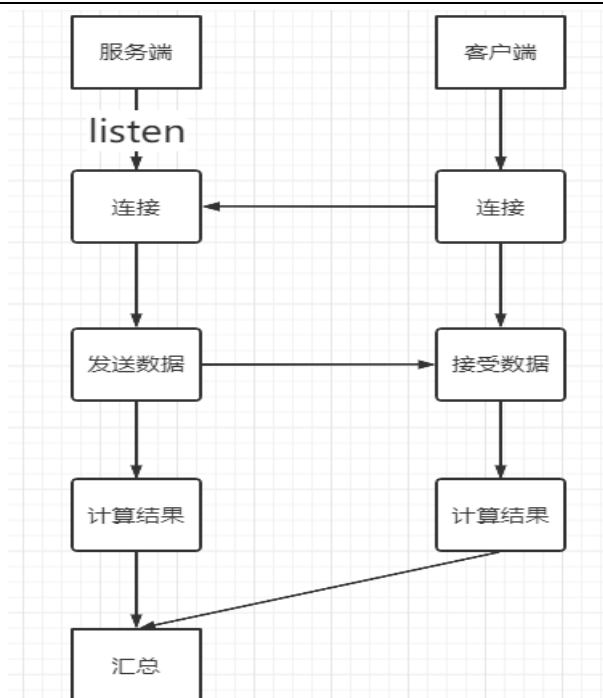 服务端
客户端
listen
连接
连接
发送数据
接受数据
计算结果
计算结果
汇总